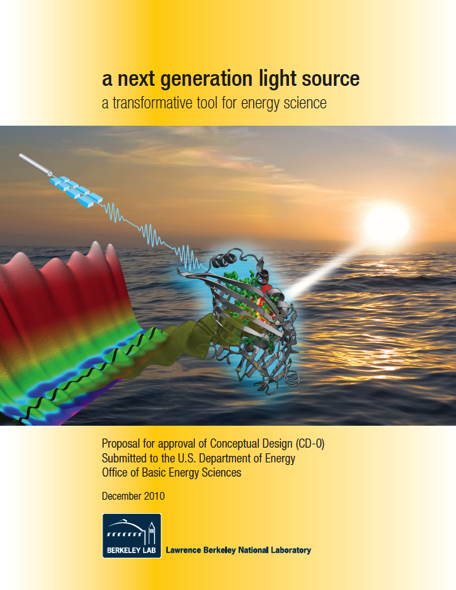 a next generation light source
a transformative tool for energy science
Proposal for approval of Conceptual Design (CD-0)
Submitted to the U.S. Department of Energy
Office of Basic Energy Sciences
December 2010
BERKELEY LAB
Lawrence Berkeley National Laboratory